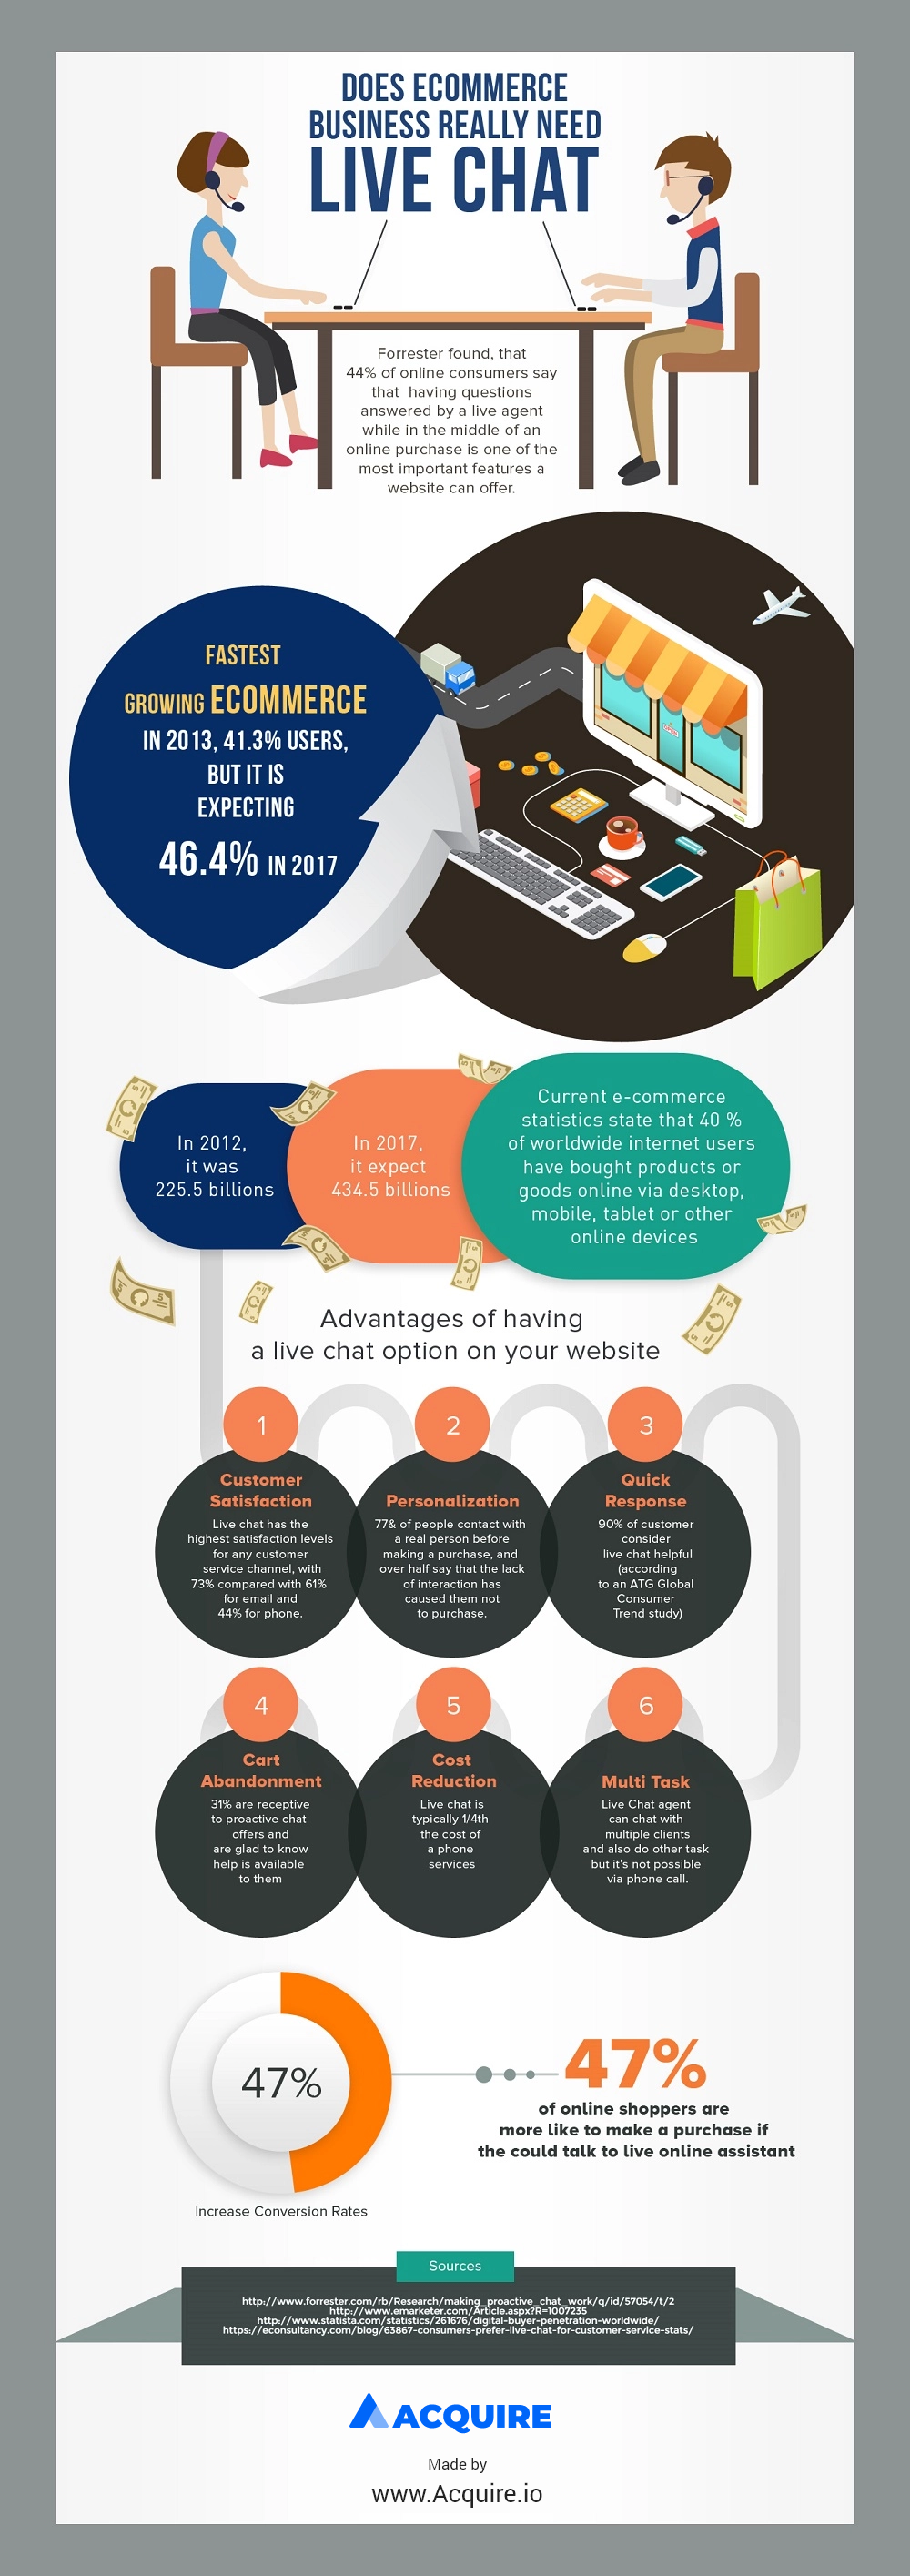 DOES ECOMMERCE
BUSINESS REALLY NEED
LIVE CHAT
Forrester found, that
44% of online consumers say
that having questions
answered by a live agent
while in the middle of an
online purchase is one of the
most important features a
website can offer.
FASTEST
GROWING ECOMMERCE
IN 2013, 41.3% USERS,
BUT IT IS
EXPECTING
46.4% IN 2017
In 2012,
it was
225.5 billions
In 2017,
it expect
434.5 billions
Current e-commerce
statistics state that 40 %
of worldwide internet users
have bought products or
goods online via desktop,
mobile, tablet or other
online devices
Advantages of having
a live chat option on your website
1
Customer
Satisfaction
Live chat has the
highest satisfaction levels
for any customer
service channel, with
73% compared with 61%
for email and
44% for phone.
2
Personalization
77& of people contact with
a real person before
making a purchase, and
over half say that the lack
of interaction has
caused them not
to purchase.
3
Quick
Response
90% of customer
consider
live chat helpful
(according
to an ATG Global
Consumer
Trend study)
4
Cart
Abandonment
31% are receptive
to proactive chat
offers and
are glad to know
help is available
to them
5
Cost
Reduction
Live chat is
typically 1/4th
the cost of
a phone
services
6
Multi Task
Live Chat agent
can chat with
multiple clients
and also do other task
but it's not possible
via phone call.
47%
Increase Conversion Rates
47%
of online shoppers are
more like to make a purchase if
the could talk to live online assistant
Sources
http://www.forrester.com/rb/Research/making_proactive_chat_work/q/id/57054/t/2
http://www.emarketer.com/Article.aspx?R=1007235
http://www.statista.com/statistics/261676/digital-buyer-penetration-worldwide/
https://econsultancy.com/blog/63867-consumers-prefer-live-chat-for-customer-service-stats/
ACQUIRE
Made by
www.Acquire.io